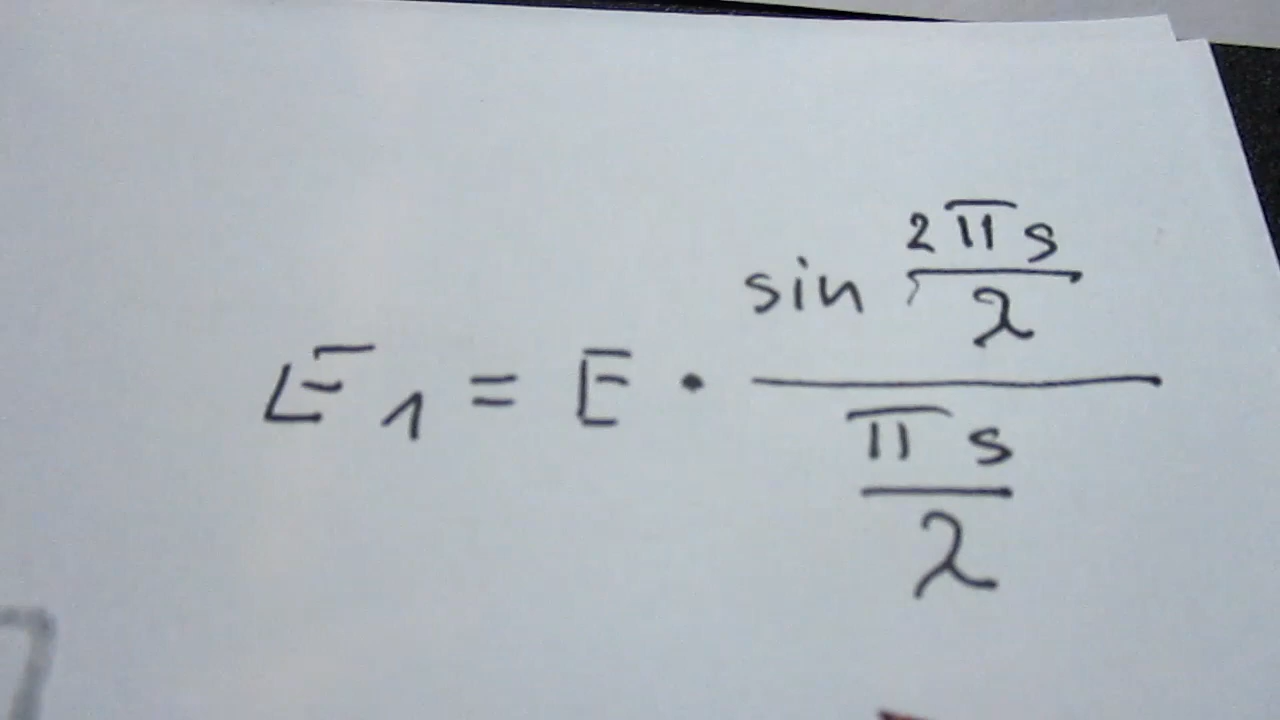 E₁ = E · (sin (2πs/λ)) / (πs/λ)